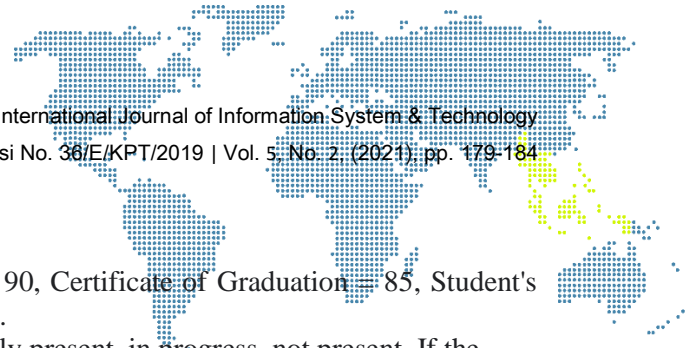 International Journal of Information System & Technology
si No. 36/E/KPT/2019 | Vol. 5, No. 2, (2021), pp. 179-184
90, Certificate of Graduation = 85, Student's
.
ly present, in progress, not present. If the